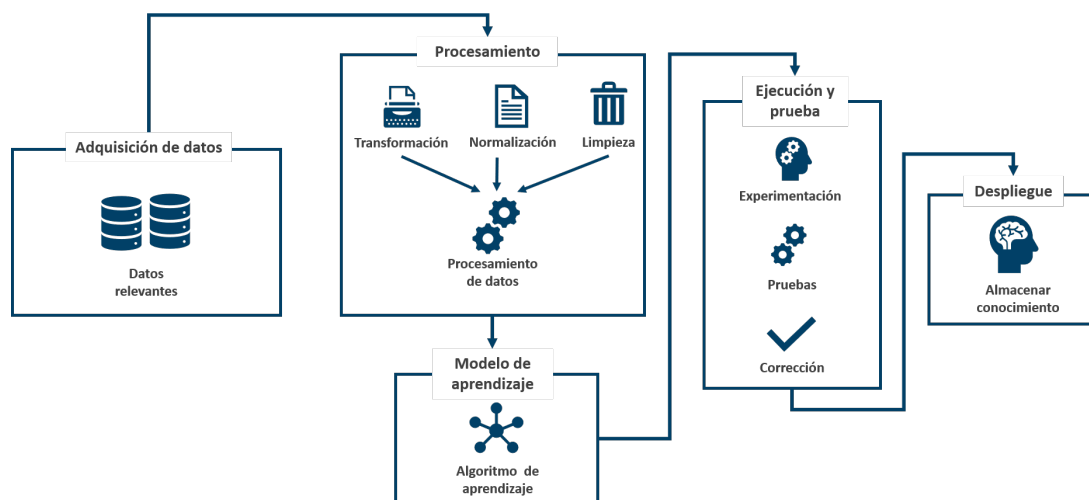 Adquisición de datos
Datos
relevantes
Procesamiento
Transformación
Normalización
Limpieza
Procesamiento
de datos
Modelo de
aprendizaje
Algoritmo de
aprendizaje
Ejecución y
prueba
Experimentación
Pruebas
Corrección
Despliegue
Almacenar
conocimiento